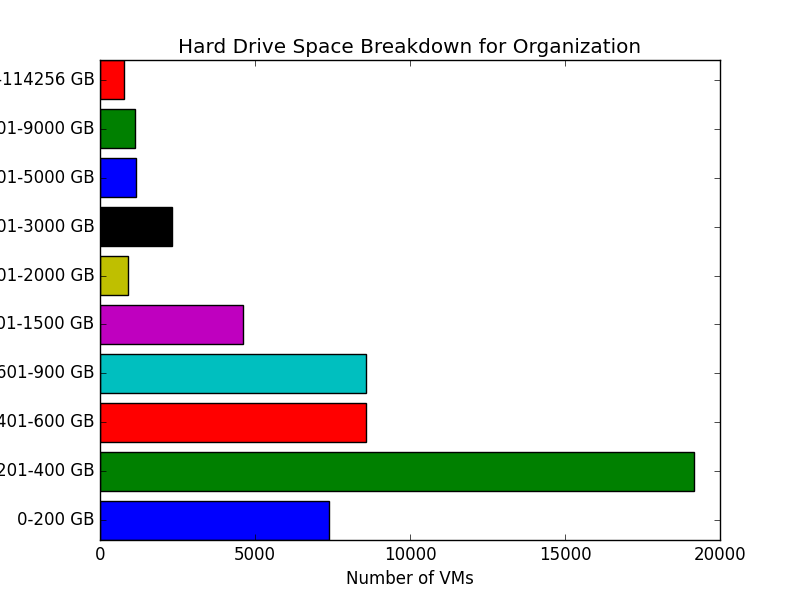 Hard Drive Space Breakdown for Organization
-114256 GB
01-9000 GB
01-5000 GB
01-3000 GB
01-2000 GB
01-1500 GB
601-900 GB
401-600 GB
201-400 GB
0-200 GB
0 5000 10000 15000 20000
Number of VMs